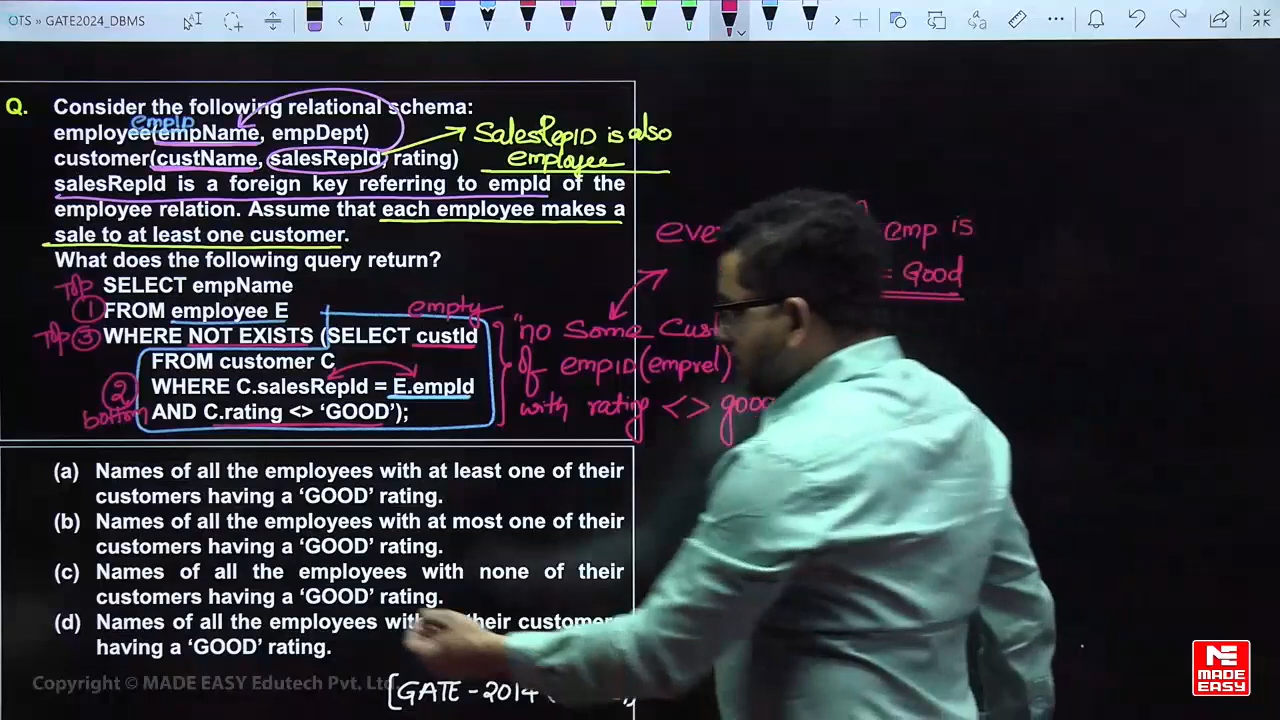 OTS » GATE2024_DBMS
Q. Consider the following relational schema:
empID
employee(empName, empDept)
customer(custName, salesRepId, rating)
SalesRepID is also
employee
salesRepId is a foreign key referring to empId of the
employee relation. Assume that each employee makes a
sale to at least one customer.
What does the following query return?
Top SELECT empName
① FROM employee E
Top ③ WHERE NOT EXISTS (SELECT custId
empty
FROM customer C
② WHERE C.salesRepId = E.empId
bottom AND C.rating <> 'GOOD');
emp is
= Good
"no Some
of empID(emprel)
with rating <> good
(a) Names of all the employees with at least one of their
customers having a 'GOOD' rating.
(b) Names of all the employees with at most one of their
customers having a 'GOOD' rating.
(c) Names of all the employees with none of their
customers having a 'GOOD' rating.
(d) Names of all the employees with their
having a 'GOOD' rating.
[GATE-2014
Copyright © MADE EASY Edutech Pvt. Ltd
ME
MADE
EASY